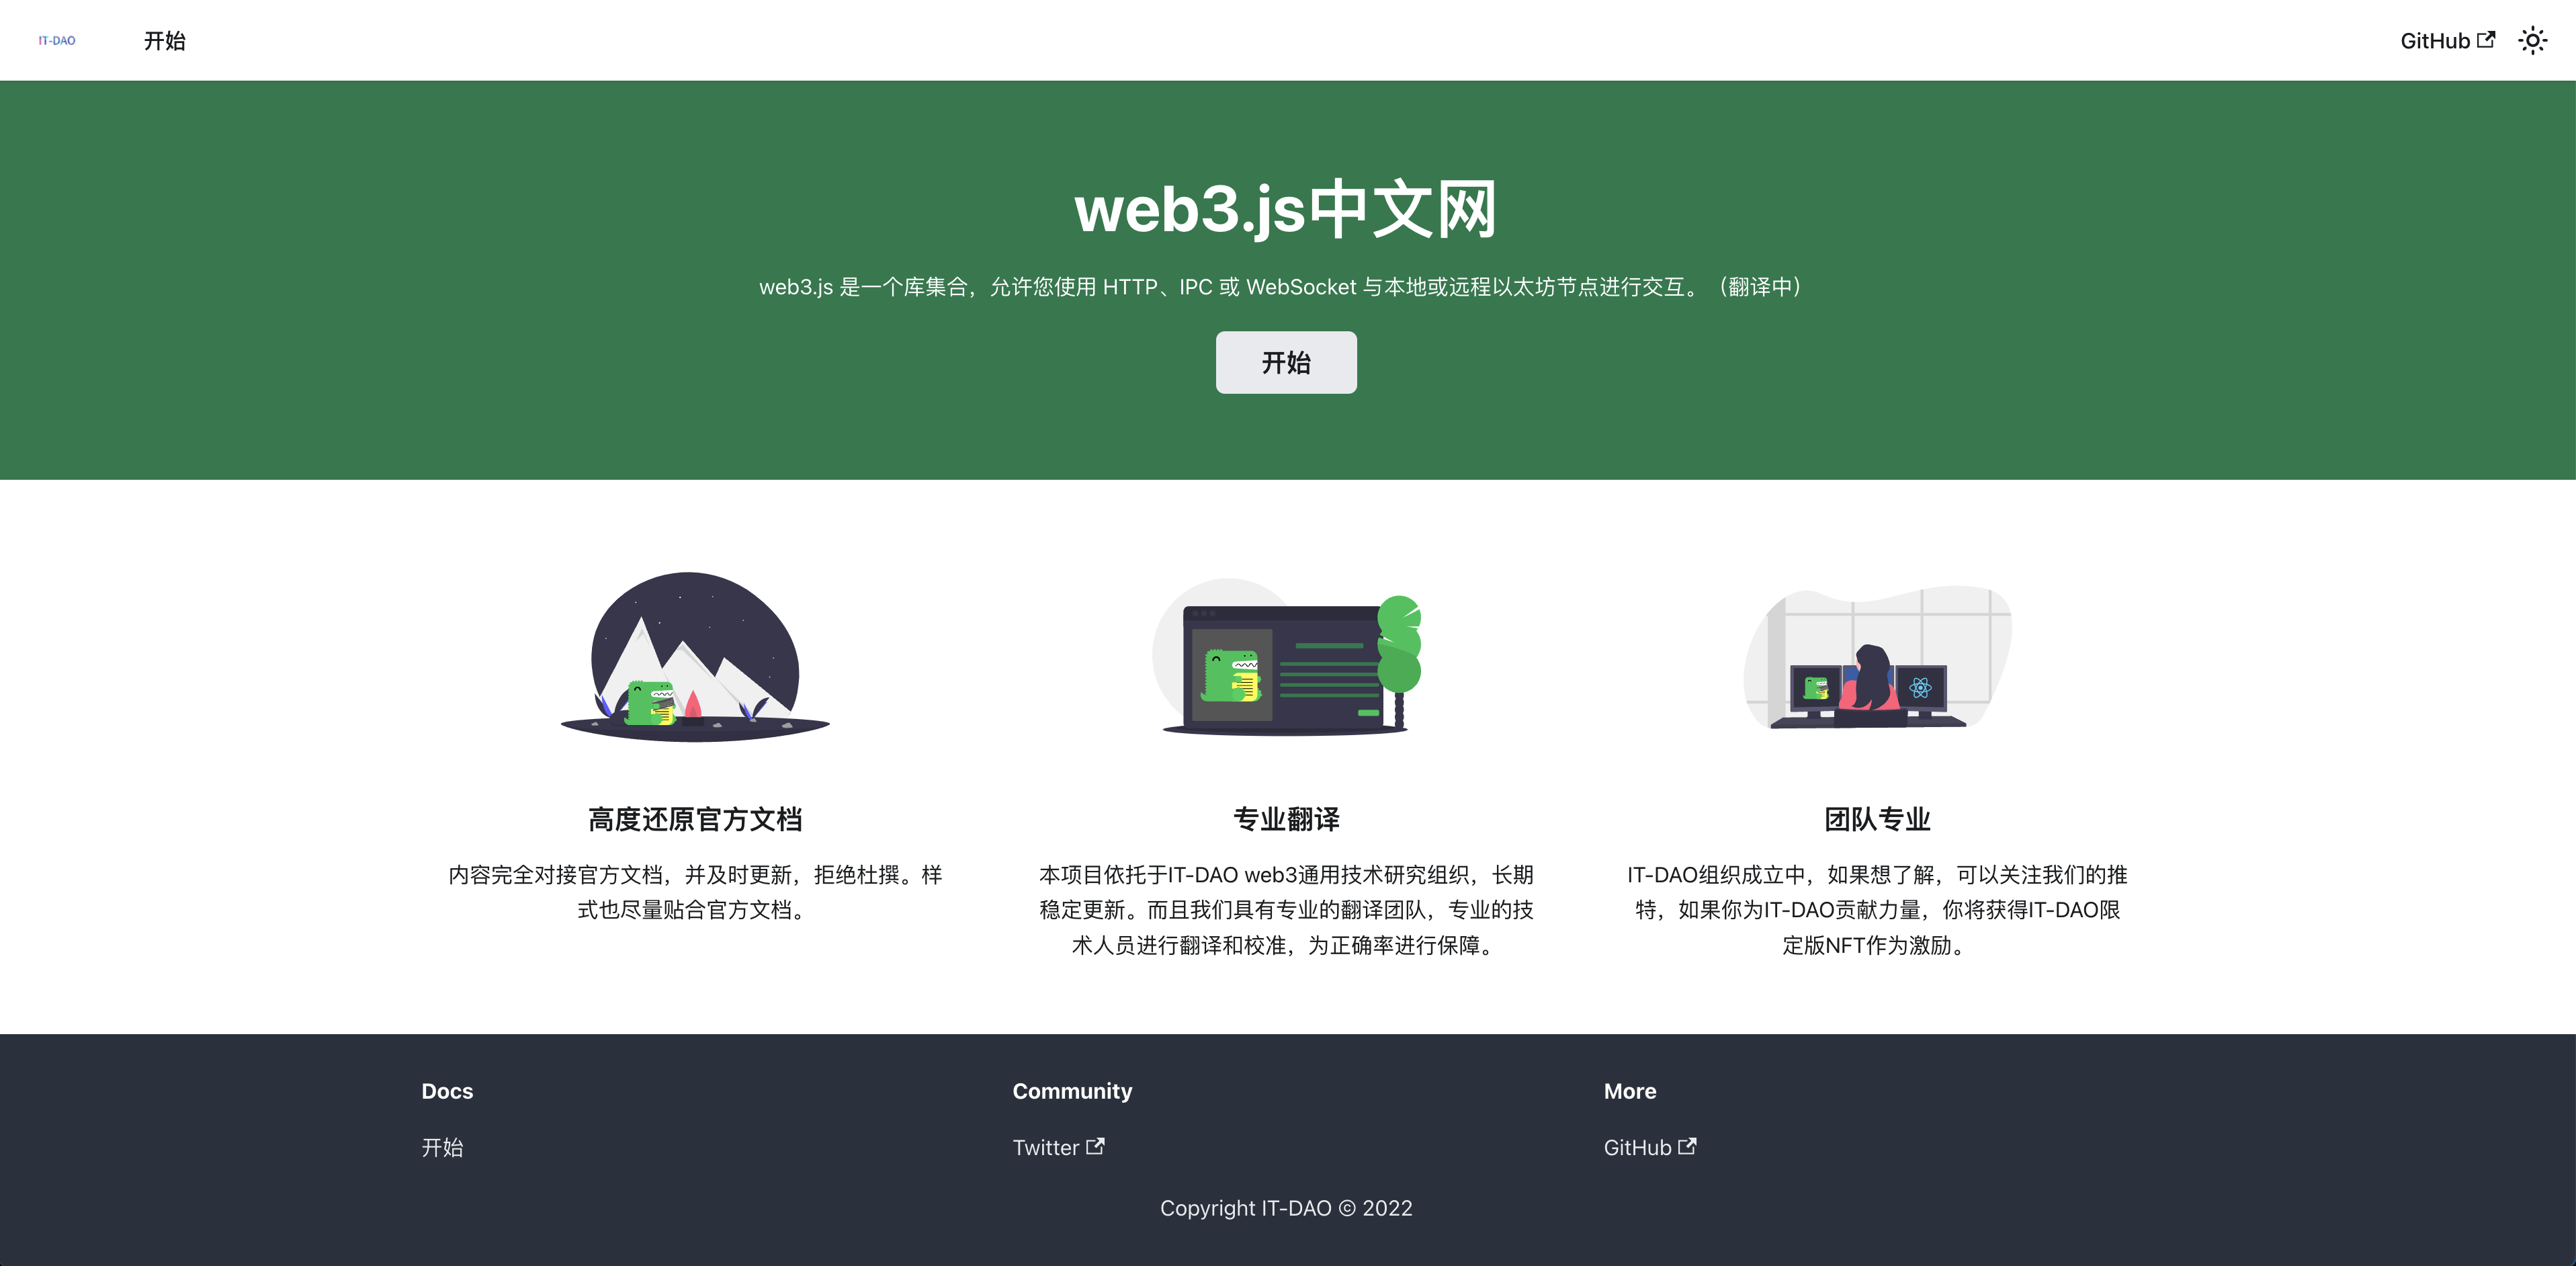 IT-DAO
开始
GitHub
web3.js中文网
web3.js 是一个库集合，允许您使用 HTTP、IPC 或 WebSocket 与本地或远程以太坊节点进行交互。（翻译中）
开始
高度还原官方文档
内容完全对接官方文档，并及时更新，拒绝杜撰。样
式也尽量贴合官方文档。
专业翻译
本项目依托于IT-DAO web3通用技术研究组织，长期
稳定更新。而且我们具有专业的翻译团队，专业的技
术人员进行翻译和校准，为正确率进行保障。
团队专业
IT-DAO组织成立中，如果想了解，可以关注我们的推
特，如果你为IT-DAO贡献力量，你将获得IT-DAO限
定版NFT作为激励。
Docs
开始
Community
Twitter
More
GitHub
Copyright IT-DAO © 2022